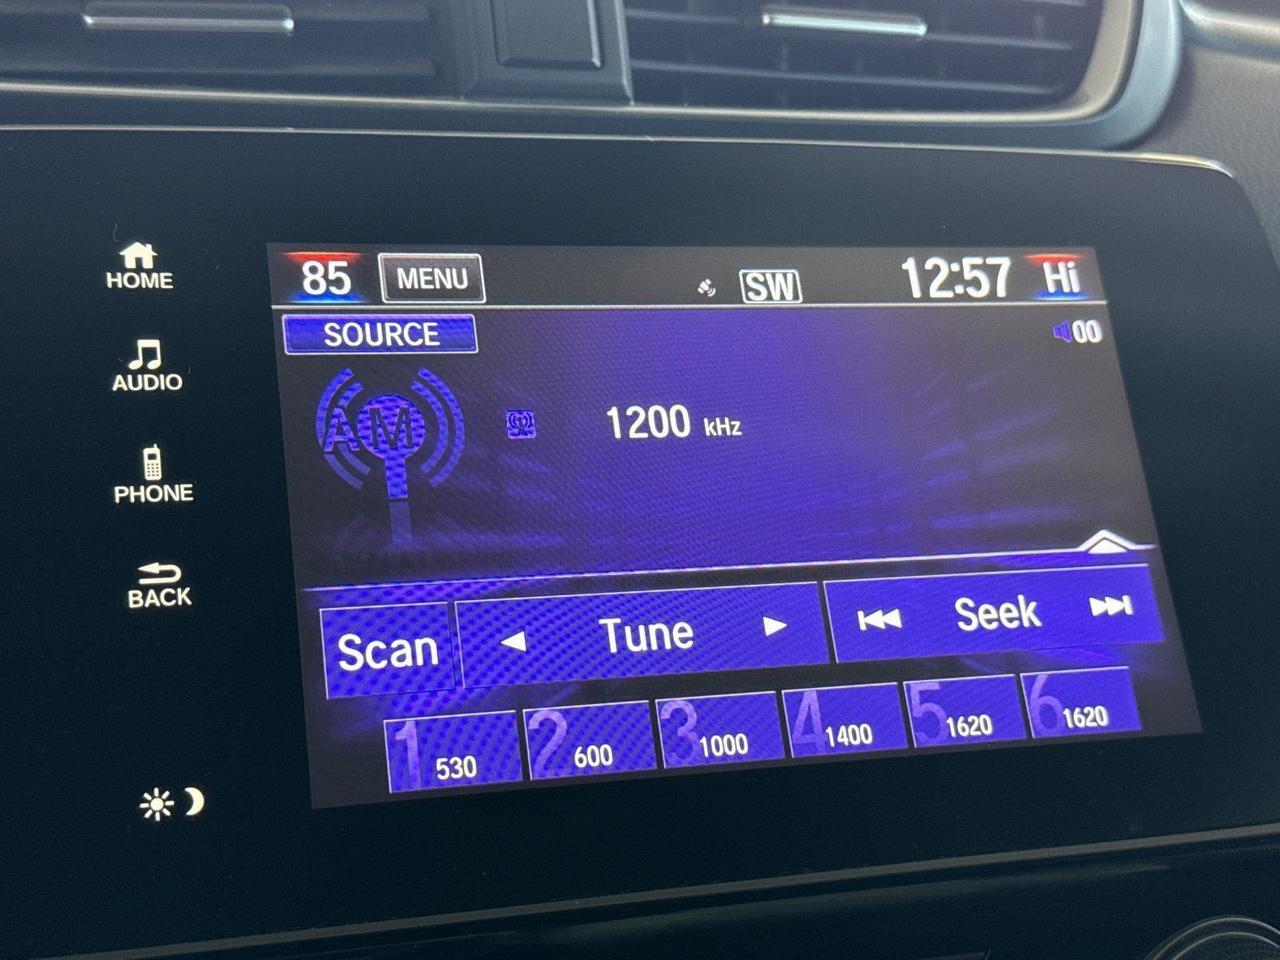 HOME
AUDIO
PHONE
BACK
85 MENU SW 12:57 Hi
SOURCE 00
AM 1200 kHz
Scan Tune Seek
1 530 2 600 3 1000 4 1400 5 1620 6 1620